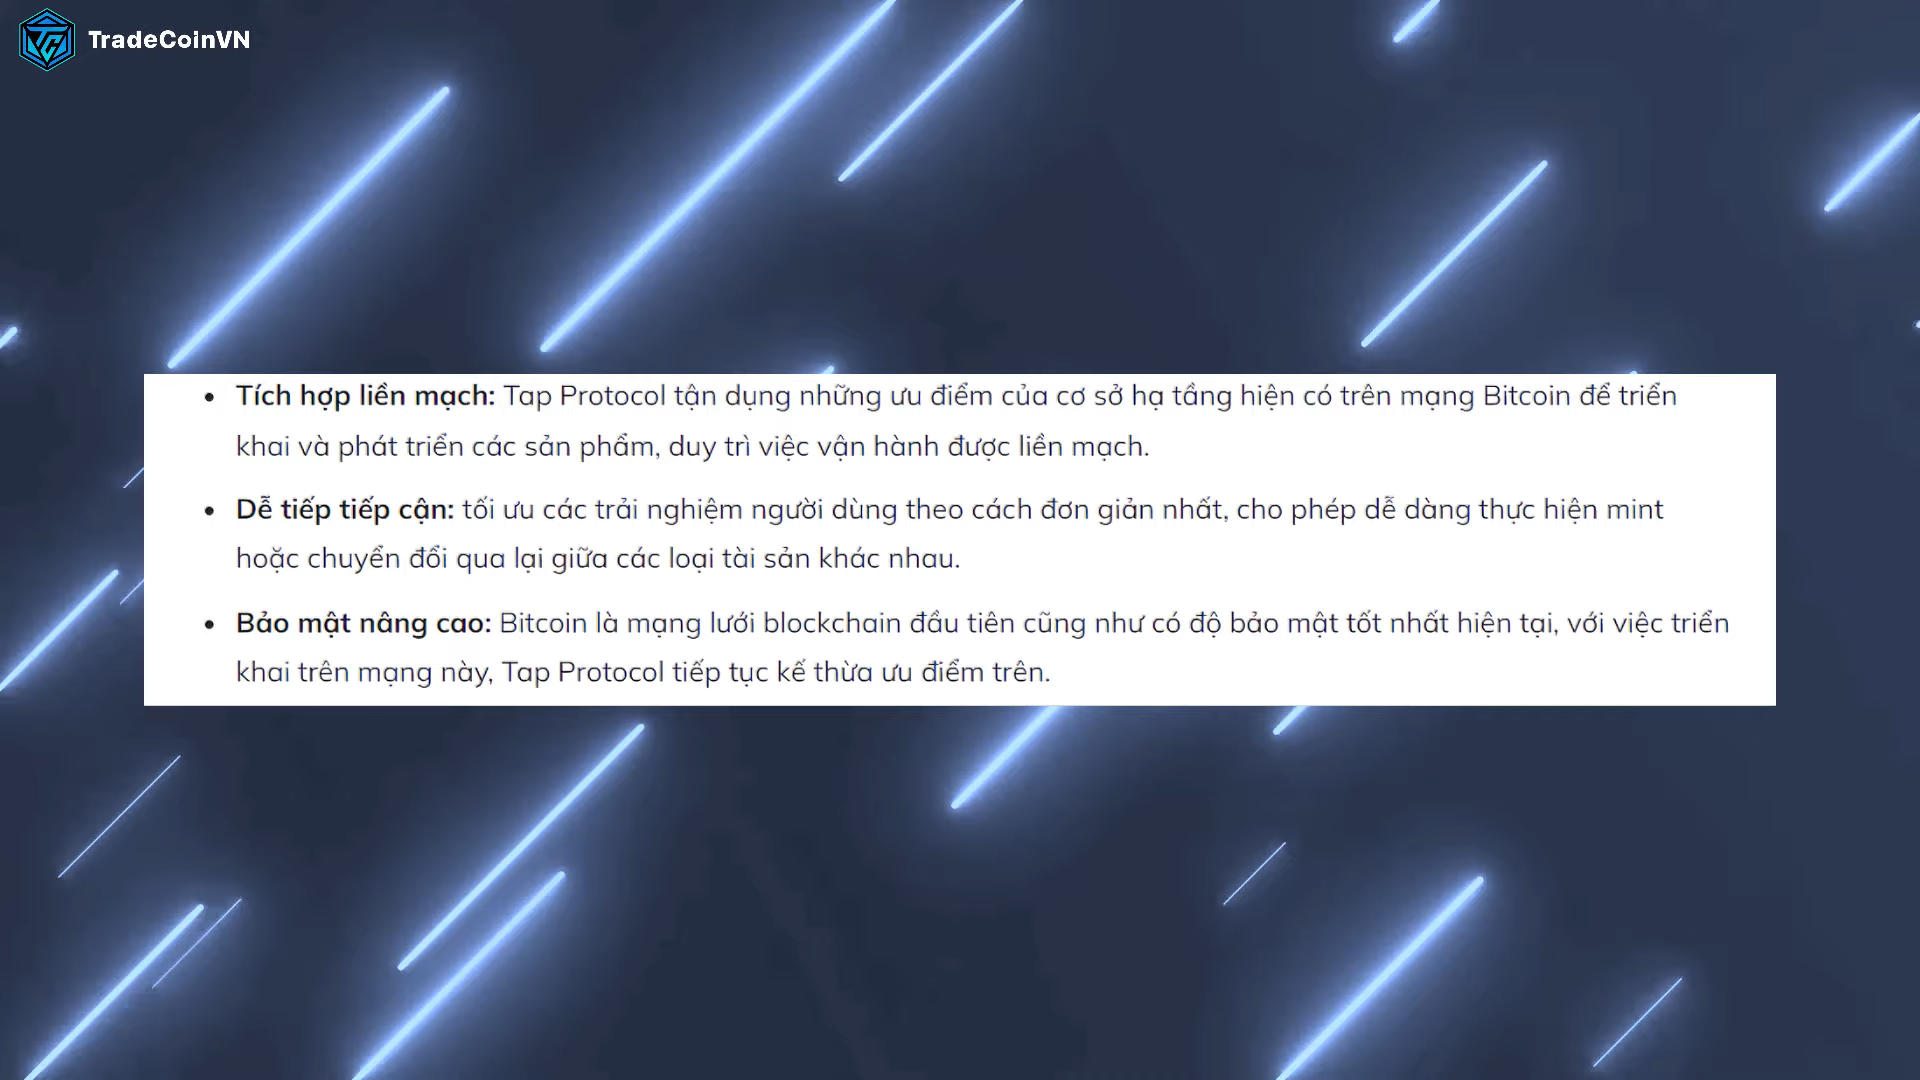 TradeCoinVN
• Tích hợp liền mạch: Tap Protocol tận dụng những ưu điểm của cơ sở hạ tầng hiện có trên mạng Bitcoin để triển
khai và phát triển các sản phẩm, duy trì việc vận hành được liền mạch.
• Dễ tiếp tiếp cận: tối ưu các trải nghiệm người dùng theo cách đơn giản nhất, cho phép dễ dàng thực hiện mint
hoặc chuyển đổi qua lại giữa các loại tài sản khác nhau.
• Bảo mật nâng cao: Bitcoin là mạng lưới blockchain đầu tiên cũng như có độ bảo mật tốt nhất hiện tại, với việc triển
khai trên mạng này, Tap Protocol tiếp tục kế thừa ưu điểm trên.